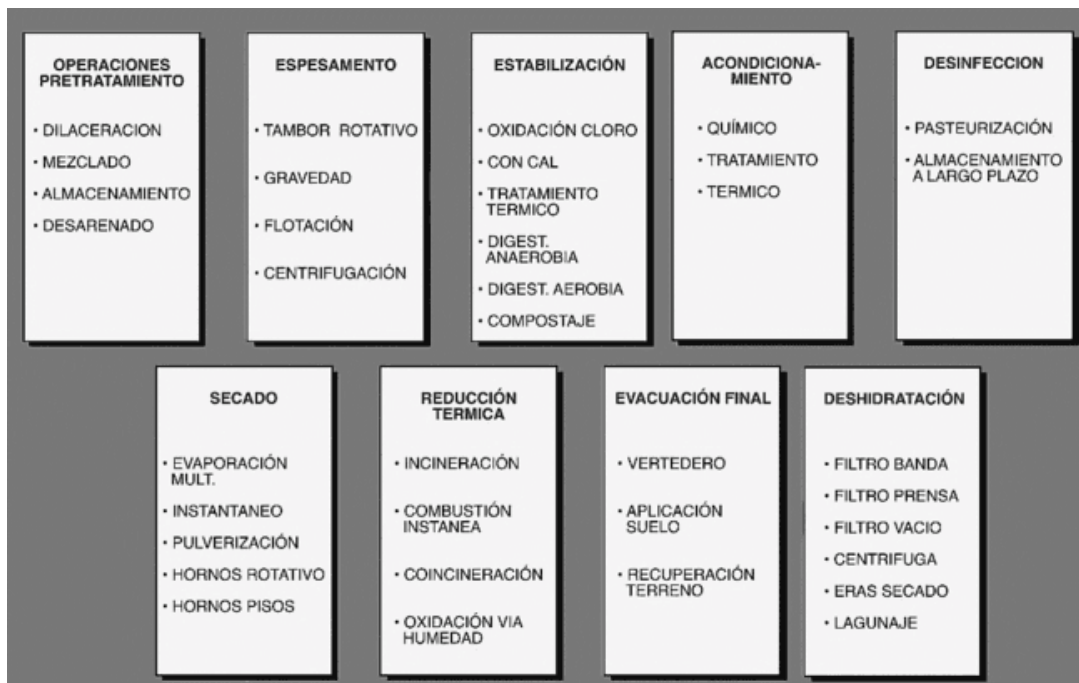 OPERACIONES
PRETRATAMIENTO
• DILACERACION
• MEZCLADO
• ALMACENAMIENTO
• DESARENADO
ESPESAMENTO
• TAMBOR ROTATIVO
• GRAVEDAD
• FLOTACIÓN
• CENTRIFUGACIÓN
ESTABILIZACIÓN
• OXIDACIÓN CLORO
• CON CAL
• TRATAMIENTO
TERMICO
• DIGEST.
ANAEROBIA
• DIGEST. AEROBIA
• COMPOSTAJE
ACONDICIONA-
MIENTO
• QUÍMICO
• TRATAMIENTO
• TERMICO
DESINFECCION
• PASTEURIZACIÓN
• ALMACENAMIENTO
A LARGO PLAZO
SECADO
• EVAPORACIÓN
MULT.
• INSTANTANEO
• PULVERIZACIÓN
• HORNOS ROTATIVO
• HORNOS PISOS
REDUCCIÓN
TERMICA
• INCINERACIÓN
• COMBUSTIÓN
INSTANEA
• COINCINERACIÓN
• OXIDACIÓN VIA
HUMEDAD
EVACUACIÓN FINAL
• VERTEDERO
• APLICACIÓN
SUELO
• RECUPERACIÓN
TERRENO
DESHIDRATACIÓN
• FILTRO BANDA
• FILTRO PRENSA
• FILTRO VACIO
• CENTRIFUGA
• ERAS SECADO
• LAGUNAJE